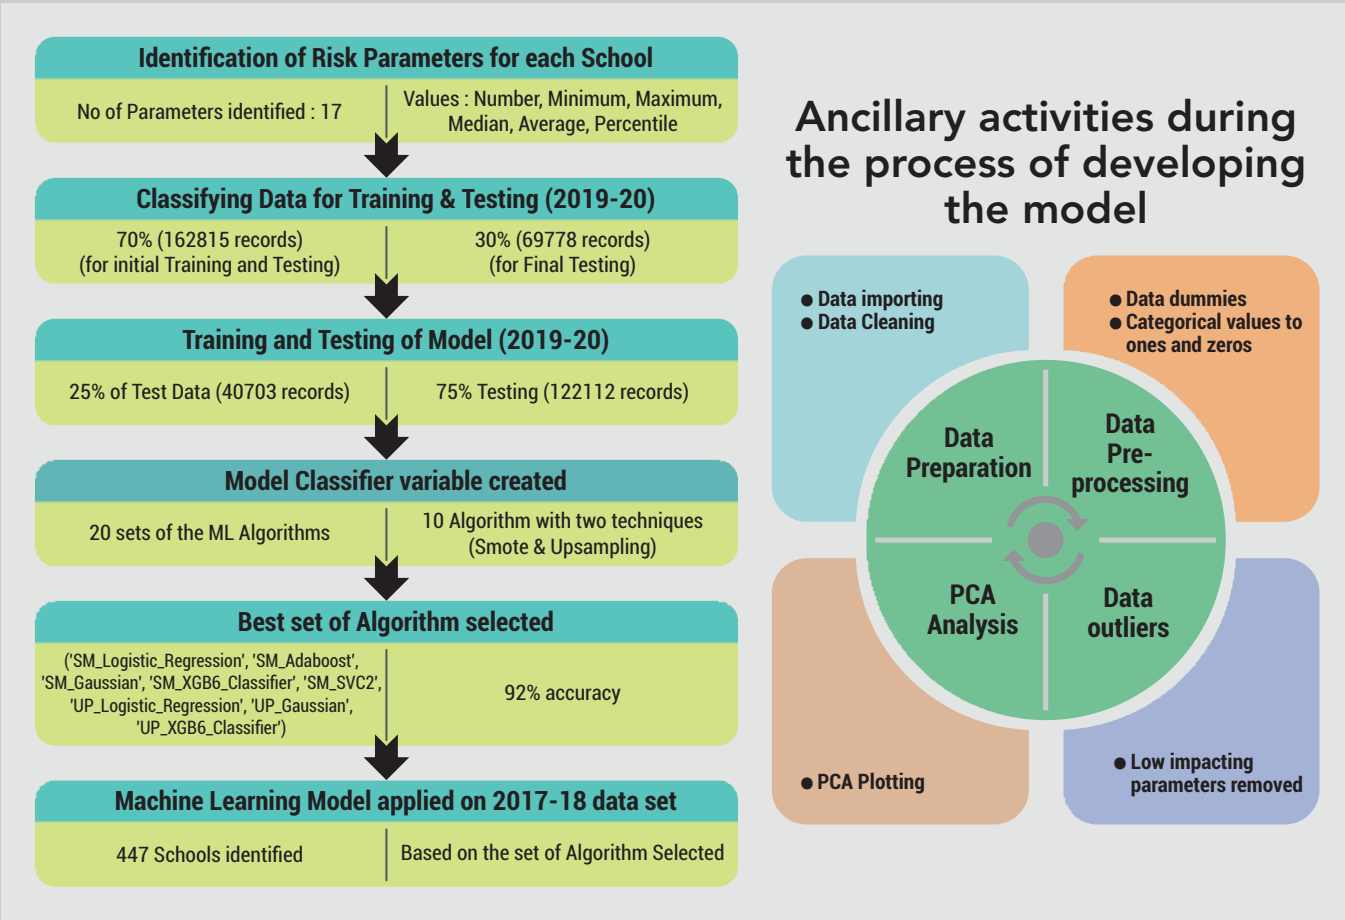 Identification of Risk Parameters for each School
No of Parameters identified : 17
Values : Number, Minimum, Maximum,
Median, Average, Percentile
Classifying Data for Training & Testing (2019-20)
70% (162815 records)
(for initial Training and Testing)
30% (69778 records)
(for Final Testing)
Training and Testing of Model (2019-20)
25% of Test Data (40703 records)
75% Testing (122112 records)
Model Classifier variable created
20 sets of the ML Algorithms
10 Algorithm with two techniques
(Smote & Upsampling)
Best set of Algorithm selected
('SM_Logistic_Regression', 'SM_Adaboost',
'SM_Gaussian', 'SM_XGB6_Classifier', 'SM_SVC2',
'UP_Logistic_Regression', 'UP_Gaussian',
'UP_XGB6_Classifier')
92% accuracy
Machine Learning Model applied on 2017-18 data set
447 Schools identified
Based on the set of Algorithm Selected
Ancillary activities during
the process of developing
the model
● Data importing
● Data Cleaning
● Data dummies
● Categorical values to
ones and zeros
Data
Preparation
Data
Pre-
processing
PCA
Analysis
Data
outliers
● PCA Plotting
● Low impacting
parameters removed